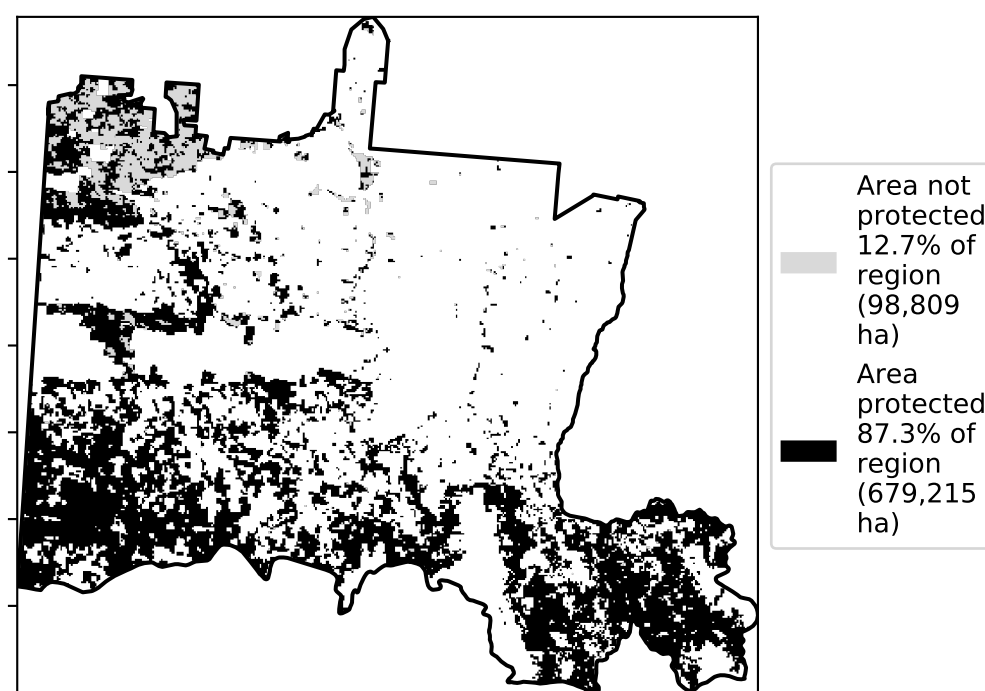 Area not
protected
12.7% of
region
(98,809
ha)
Area
protected
87.3% of
region
(679,215
ha)